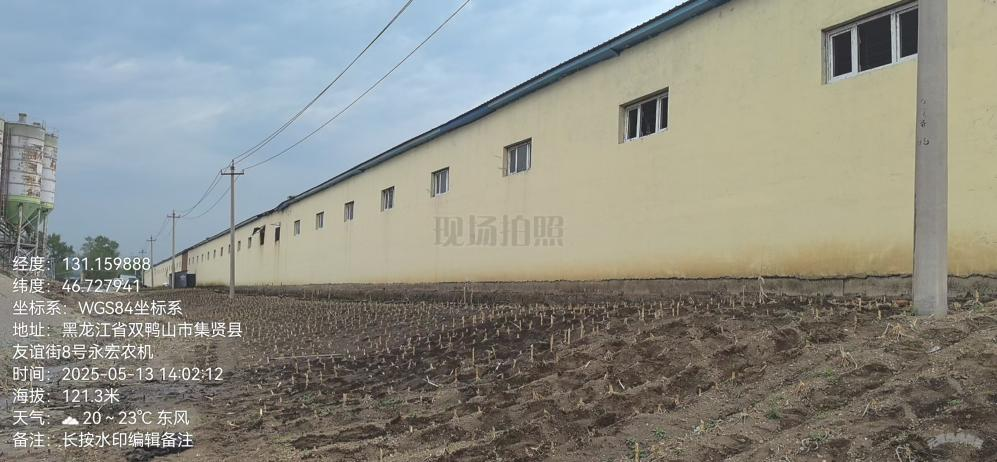 现场拍照
经度：131.159888
纬度：46.727941
坐标系：WGS84坐标系
地址：黑龙江省双鸭山市集贤县
友谊街8号永宏农机
时间：2025-05-13 14:02:12
海拔：121.3米
天气：☁ 20 ~ 23℃ 东风
备注：长按水印编辑备注